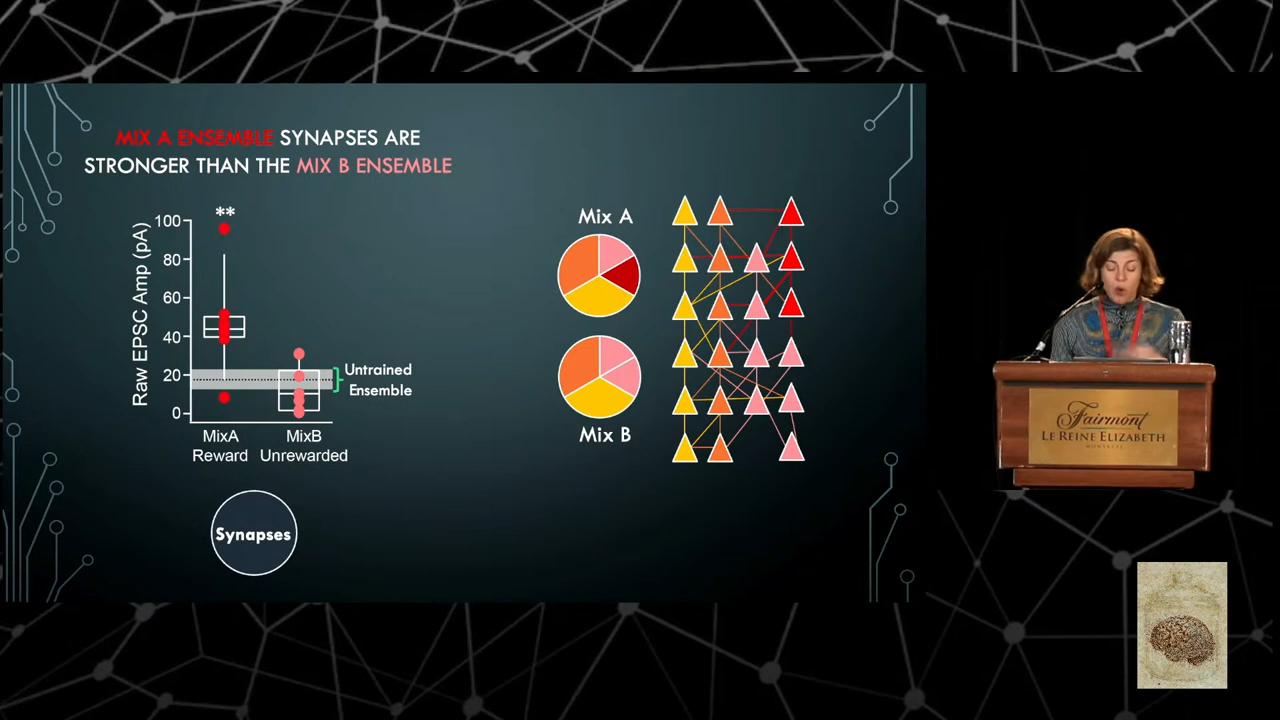 MIX A ENSEMBLE SYNAPSES ARE
STRONGER THAN THE MIX B ENSEMBLE
**
Raw EPSC Amp (pA)
100
80
60
40
20
0
Untrained
Ensemble
MixA
Reward
MixB
Unrewarded
Synapses
Mix A
Mix B
Fairmont
LE REINE ELIZABETH
MONTRÉAL